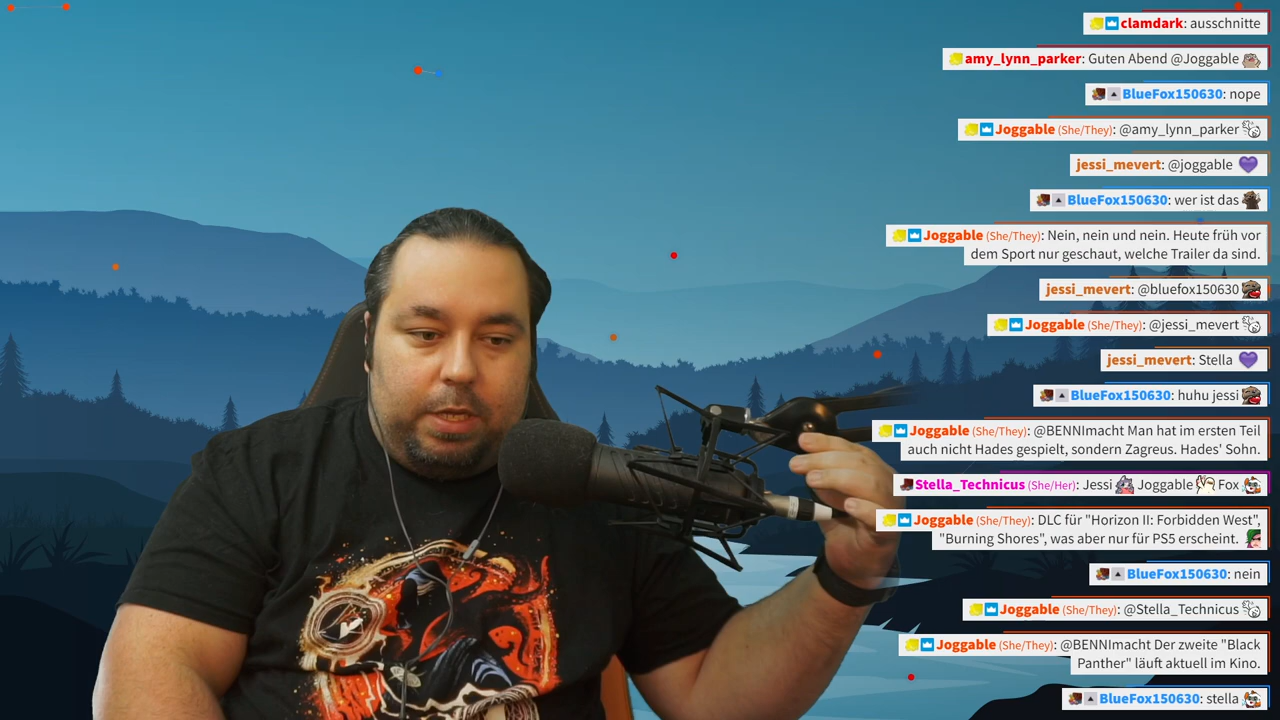 clamdark: ausschnitte
amy_lynn_parker: Guten Abend @Joggable
BlueFox150630: nope
Joggable (She/They): @amy_lynn_parker
jessi_mevert: @joggable
BlueFox150630: wer ist das
Joggable (She/They): Nein, nein und nein. Heute früh vor
dem Sport nur geschaut, welche Trailer da sind.
jessi_mevert: @bluefox150630
Joggable (She/They): @jessi_mevert
jessi_mevert: Stella
BlueFox150630: huhu jessi
Joggable (She/They): @BENNImacht Man hat im ersten Teil
auch nicht Hades gespielt, sondern Zagreus. Hades' Sohn.
Stella_Technicus (She/Her): Jessi Joggable Fox
Joggable (She/They): DLC für "Horizon II: Forbidden West",
"Burning Shores", was aber nur für PS5 erscheint.
BlueFox150630: nein
Joggable (She/They): @Stella_Technicus
Joggable (She/They): @BENNImacht Der zweite "Black
Panther" läuft aktuell im Kino.
BlueFox150630: stella